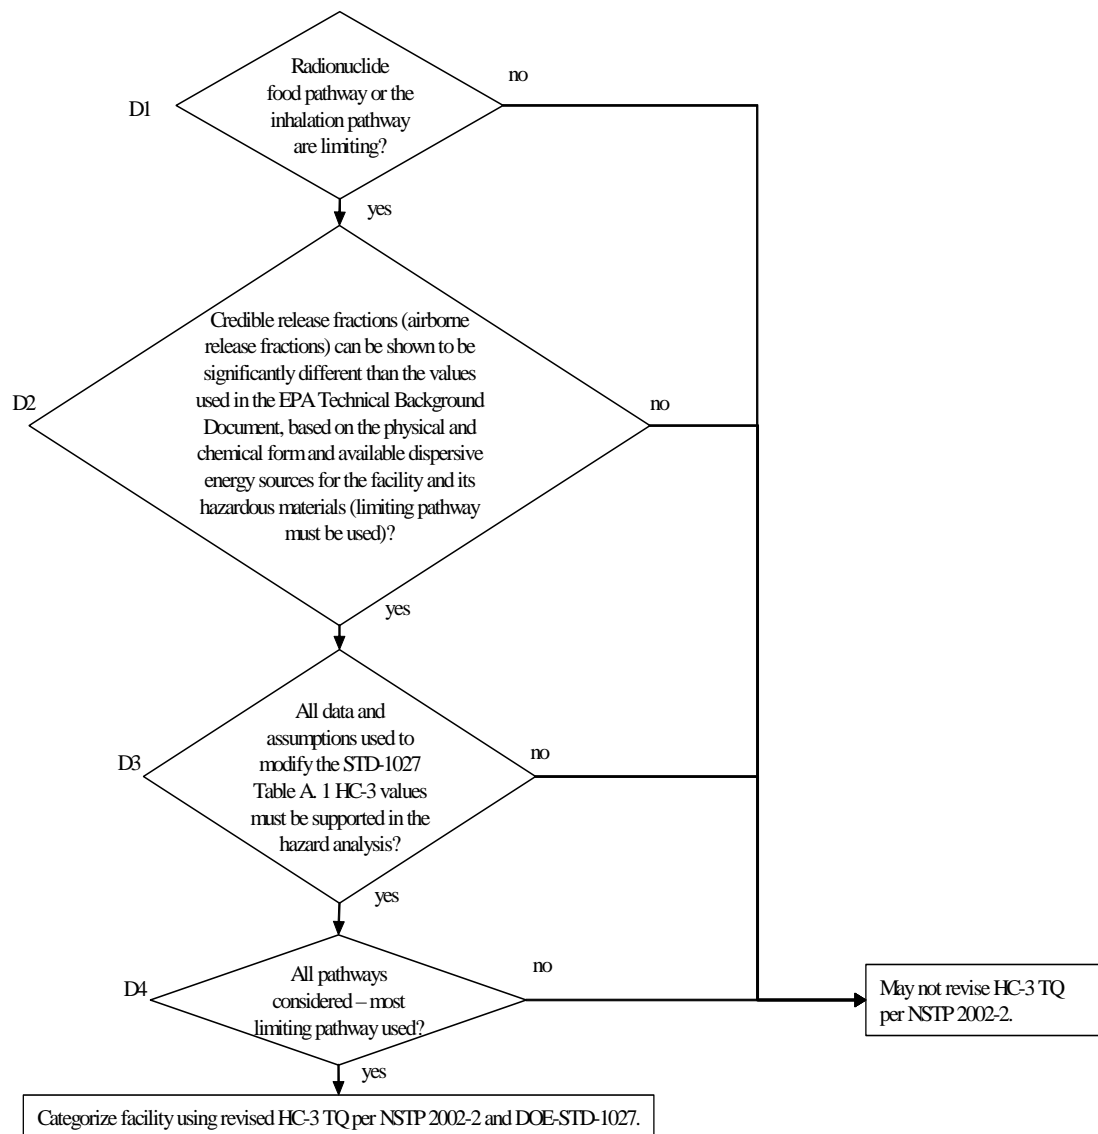 Radionuclide
food pathway or the
inhalation pathway
are limiting?
no
D1
yes
Credible release fractions (airborne
release fractions) can be shown to be
significantly different than the values
used in the EPA Technical Background
Document, based on the physical and
chemical form and available dispersive
energy sources for the facility and its
hazardous materials (limiting pathway
must be used)?
D2
no
yes
All data and
assumptions used to
modify the STD-1027
Table A. 1 HC-3 values
must be supported in the
hazard analysis?
D3
no
yes
All pathways
considered – most
limiting pathway used?
D4
no
May not revise HC-3 TQ
per NSTP 2002-2.
yes
Categorize facility using revised HC-3 TQ per NSTP 2002-2 and DOE-STD-1027.